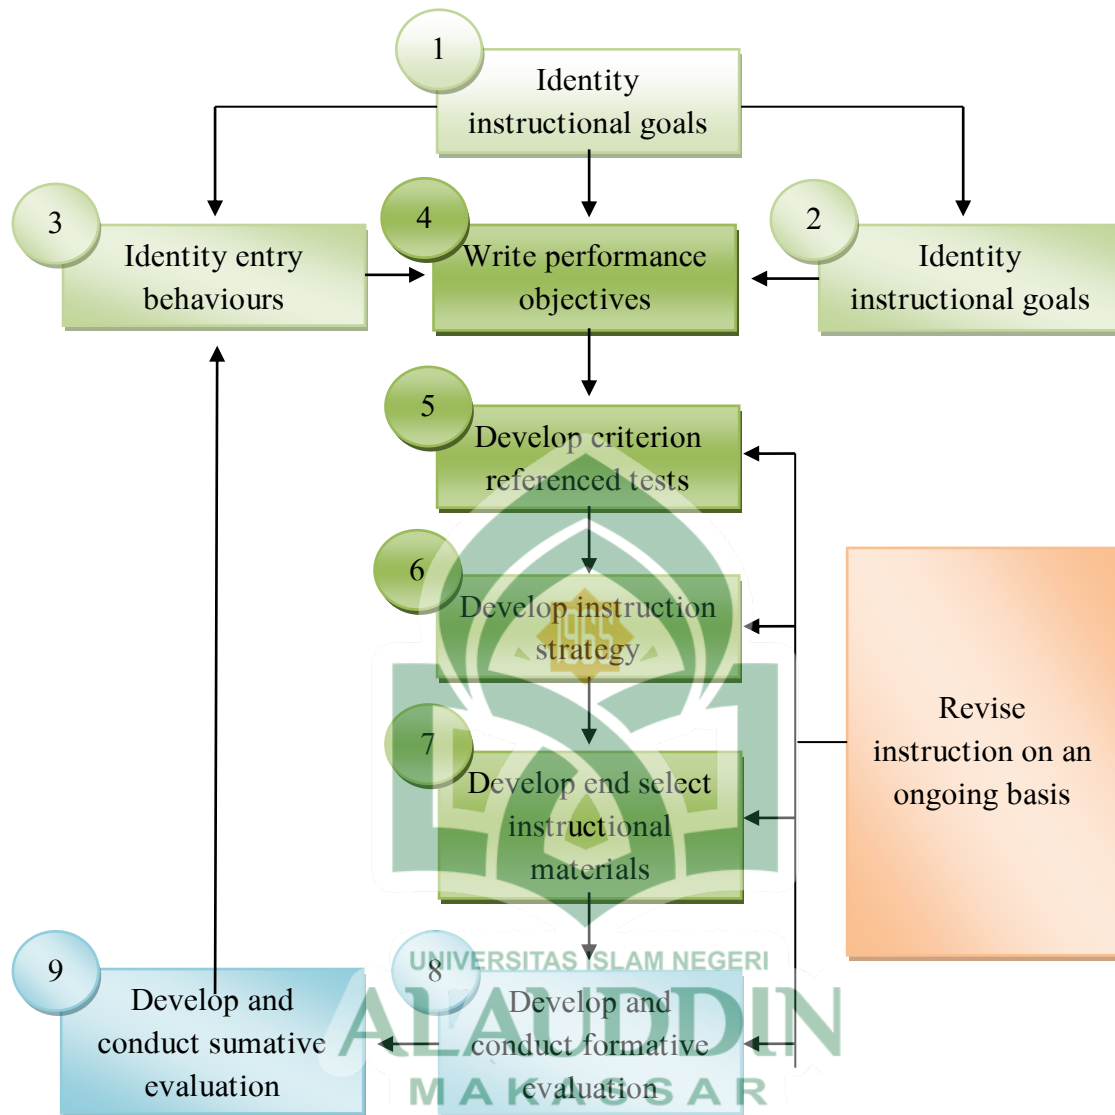 1
Identity
instructional goals
3
Identity entry
behaviours
4
Write performance
objectives
2
Identity
instructional goals
5
Develop criterion
referenced tests
6
Develop instruction
strategy
1965
7
Develop end select
instructional
materials
Revise
instruction on an
ongoing basis
9
Develop and
conduct sumative
evaluation
8
Develop and
conduct formative
evaluation
UNIVERSITAS ISLAM NEGERI
ALAUDDIN
MAKASSAR